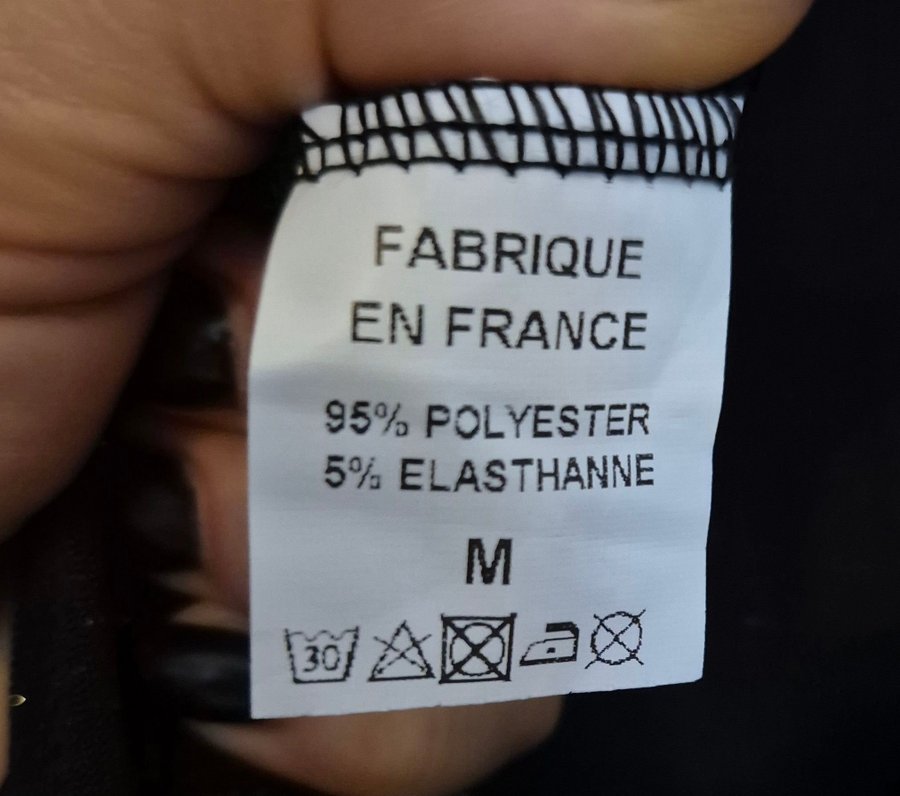 FABRIQUE
EN FRANCE
95% POLYESTER
5% ELASTHANNE
M
30